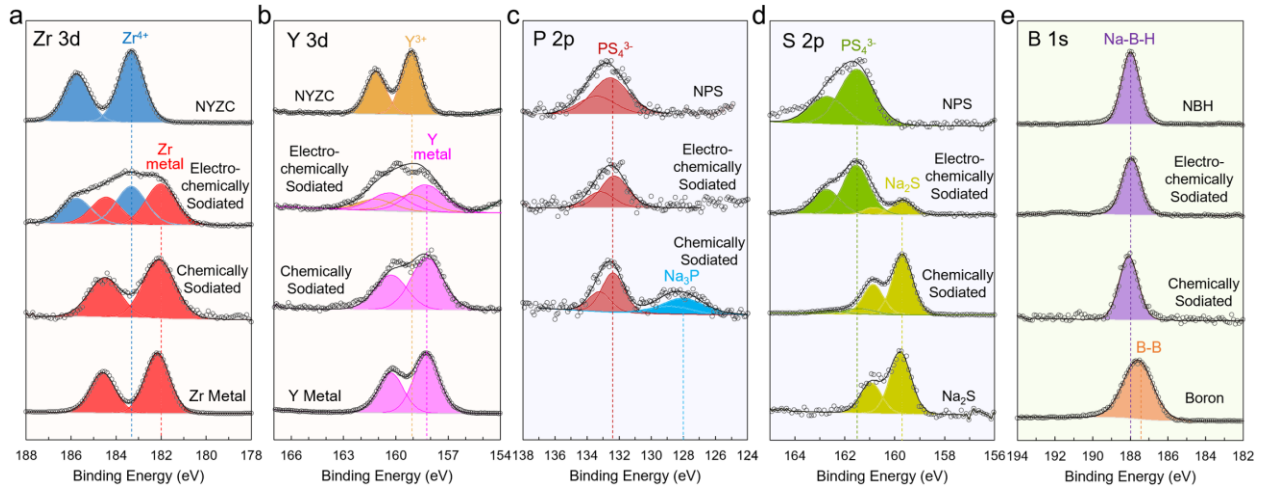 a
Zr 3d
Zr⁴⁺
NYZC
Zr
metal
Electro-
chemically
Sodiated
Chemically
Sodiated
Zr Metal
188 186 184 182 180 178
Binding Energy (eV)
b
Y 3d
Y³⁺
NYZC
Electro-
chemically
Sodiated
Y
metal
Chemically
Sodiated
Y Metal
166 163 160 157 154
Binding Energy (eV)
c
P 2p
PS₄³⁻
NPS
Electro-
chemically
Sodiated
Chemically
Sodiated
Na₃P
138 136 134 132 130 128 126 124
Binding Energy (eV)
d
S 2p
PS₄³⁻
NPS
Electro-
chemically
Sodiated
Na₂S
Chemically
Sodiated
Na₂S
164 162 160 158 156
Binding Energy (eV)
e
B 1s
Na-B-H
NBH
Electro-
chemically
Sodiated
Chemically
Sodiated
B-B
Boron
194 192 190 188 186 184 182
Binding Energy (eV)